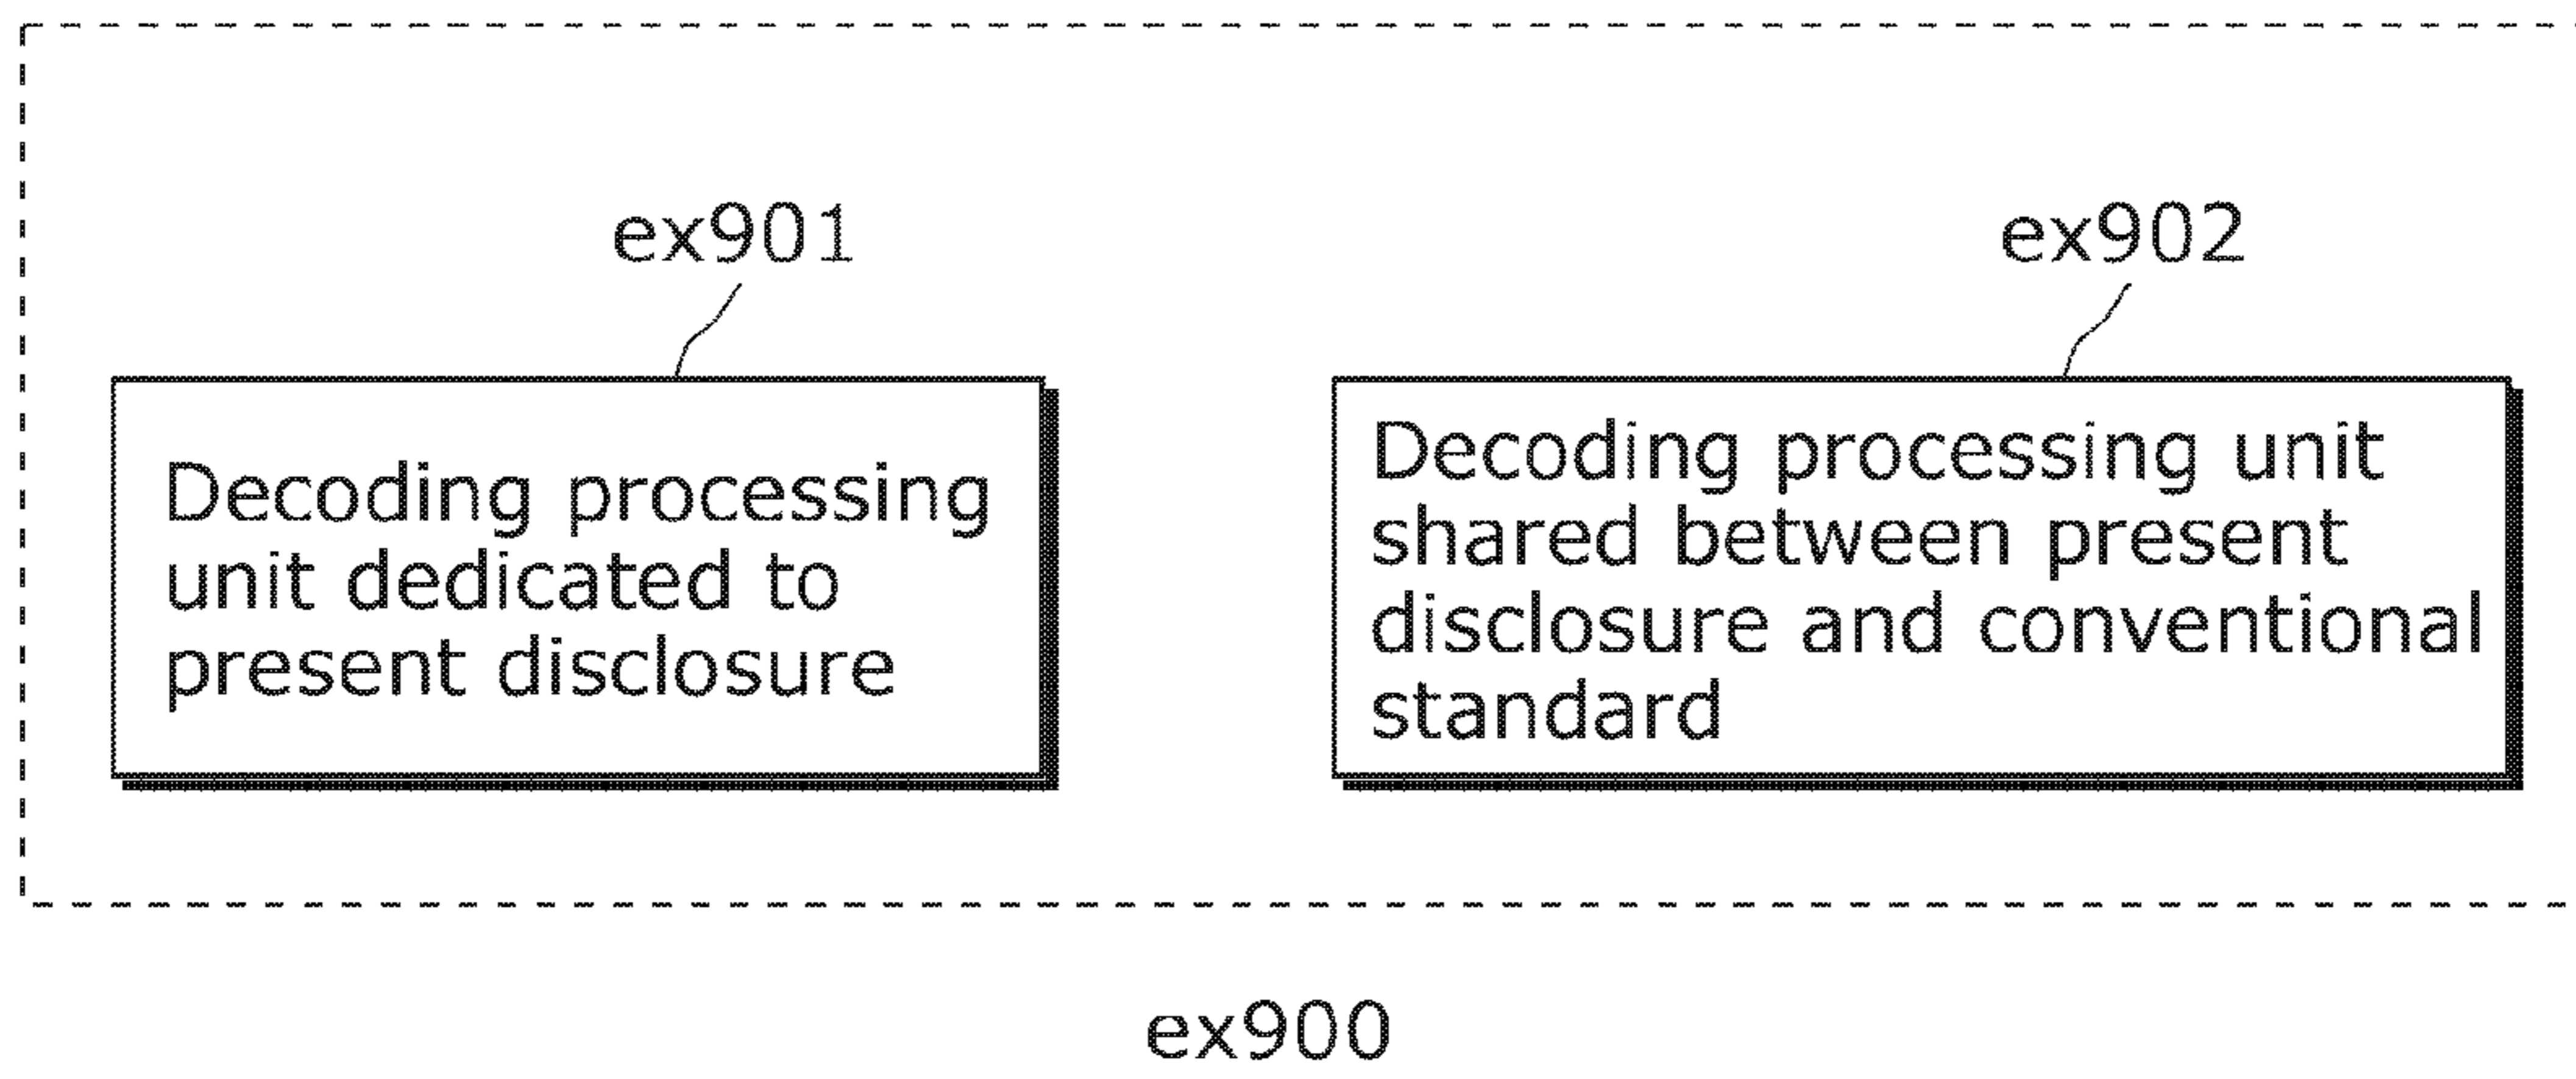 ex901
ex902
Decoding processing
unit dedicated to
present disclosure
Decoding processing unit
shared between present
disclosure and conventional
standard
ex900